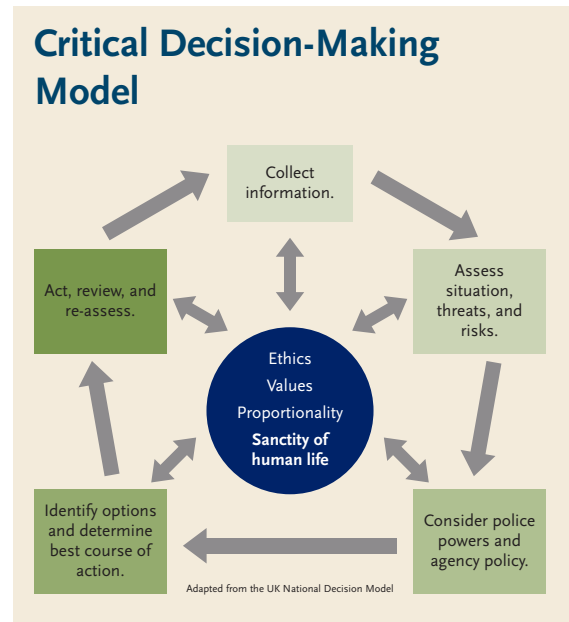 Critical Decision-Making
Model
Collect
information.
Assess
situation,
threats, and
risks.
Consider police
powers and
agency policy.
Identify options
and determine
best course of
action.
Act, review, and
re-assess.
Ethics
Values
Proportionality
Sanctity of
human life
Adapted from the UK National Decision Model